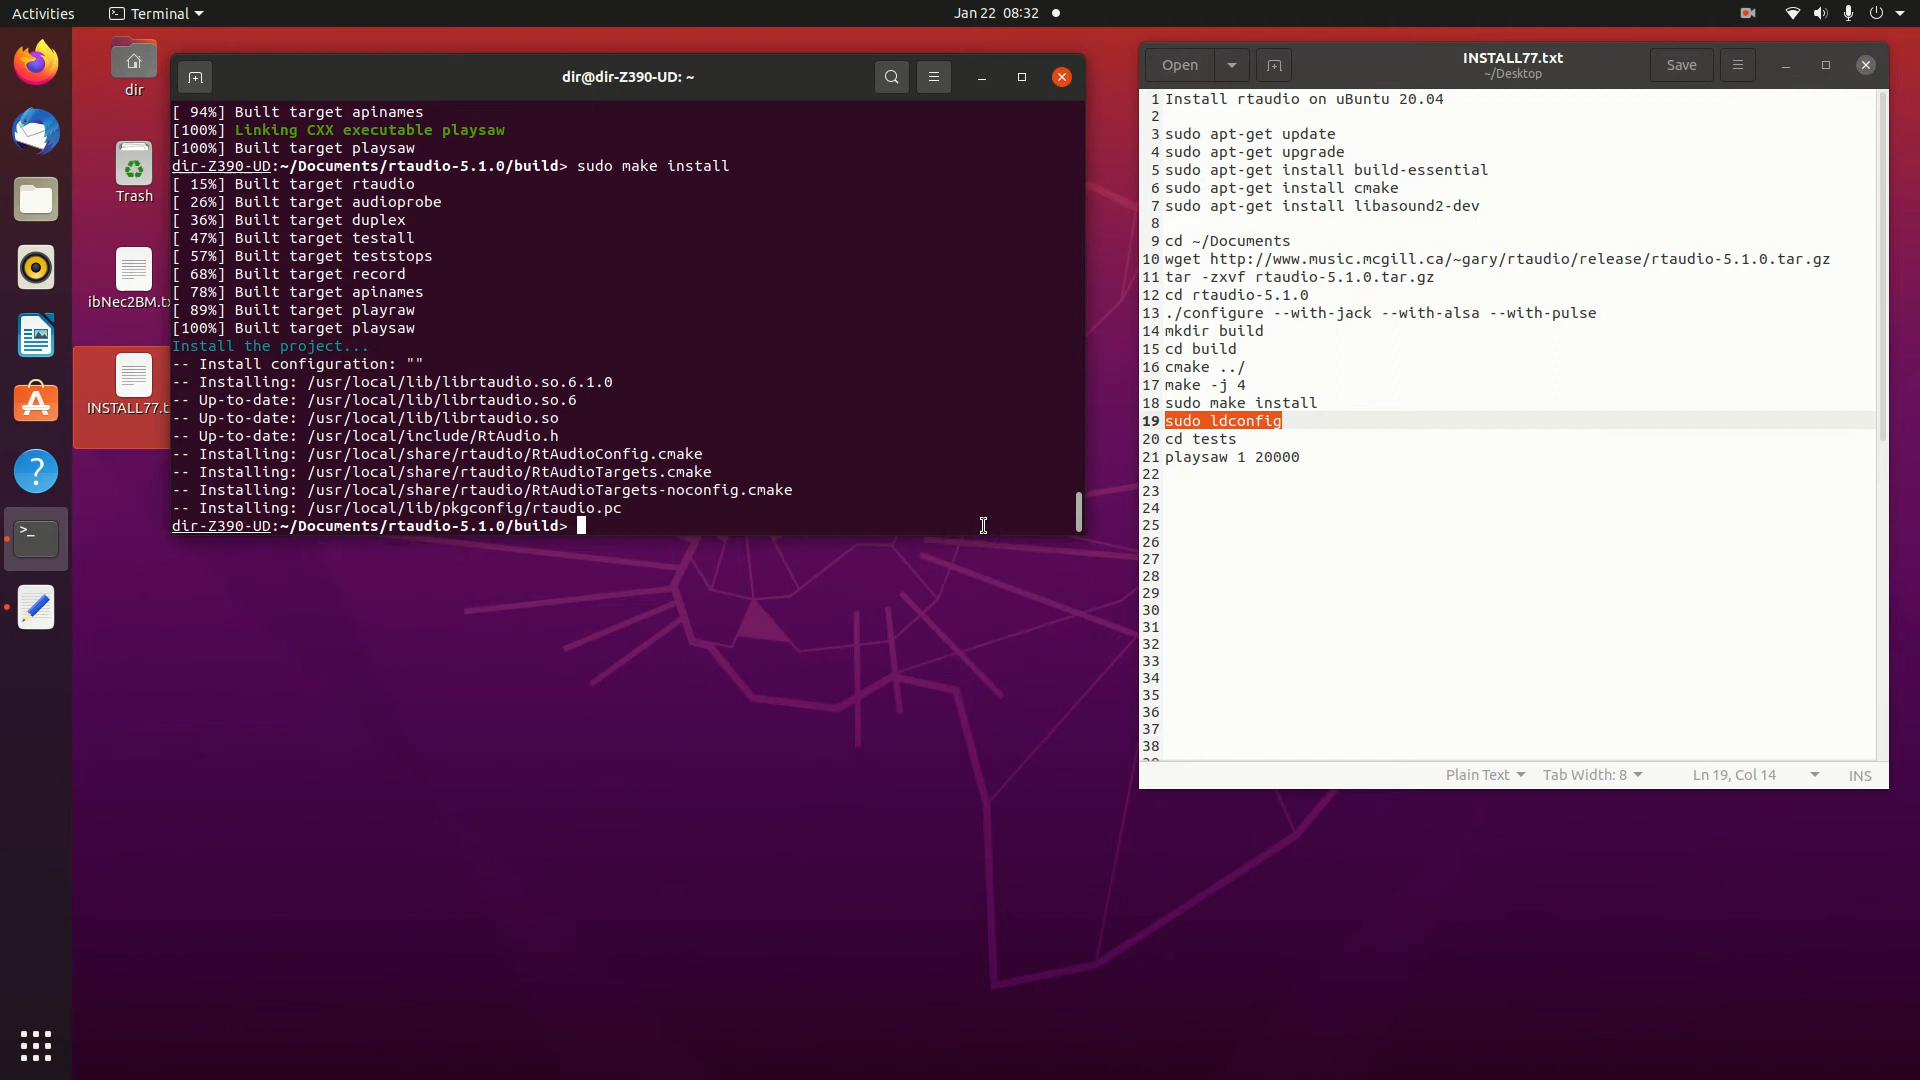 Activities
Terminal
Jan 22 08:32
dir
Trash
ibNec2BM.tx
INSTALL77.t
dir@dir-Z390-UD: ~
[ 94%] Built target apinames
[100%] Linking CXX executable playsaw
[100%] Built target playsaw
dir-Z390-UD:~/Documents/rtaudio-5.1.0/build> sudo make install
[ 15%] Built target rtaudio
[ 26%] Built target audioprobe
[ 36%] Built target duplex
[ 47%] Built target testall
[ 57%] Built target teststops
[ 68%] Built target record
[ 78%] Built target apinames
[ 89%] Built target playraw
[100%] Built target playsaw
Install the project...
-- Install configuration: ""
-- Installing: /usr/local/lib/librtaudio.so.6.1.0
-- Up-to-date: /usr/local/lib/librtaudio.so.6
-- Up-to-date: /usr/local/lib/librtaudio.so
-- Up-to-date: /usr/local/include/RtAudio.h
-- Installing: /usr/local/share/rtaudio/RtAudioConfig.cmake
-- Installing: /usr/local/share/rtaudio/RtAudioTargets.cmake
-- Installing: /usr/local/share/rtaudio/RtAudioTargets-noconfig.cmake
-- Installing: /usr/local/lib/pkgconfig/rtaudio.pc
dir-Z390-UD:~/Documents/rtaudio-5.1.0/build>
Open
INSTALL77.txt
~/Desktop
Save
1 Install rtaudio on uBuntu 20.04
2
3 sudo apt-get update
4 sudo apt-get upgrade
5 sudo apt-get install build-essential
6 sudo apt-get install cmake
7 sudo apt-get install libasound2-dev
8
9 cd ~/Documents
10 wget http://www.music.mcgill.ca/~gary/rtaudio/release/rtaudio-5.1.0.tar.gz
11 tar -zxvf rtaudio-5.1.0.tar.gz
12 cd rtaudio-5.1.0
13 ./configure --with-jack --with-alsa --with-pulse
14 mkdir build
15 cd build
16 cmake ../
17 make -j 4
18 sudo make install
19 sudo ldconfig
20 cd tests
21 playsaw 1 20000
22
23
24
25
26
27
28
29
30
31
32
33
34
35
36
37
38
Plain Text
Tab Width: 8
Ln 19, Col 14
INS